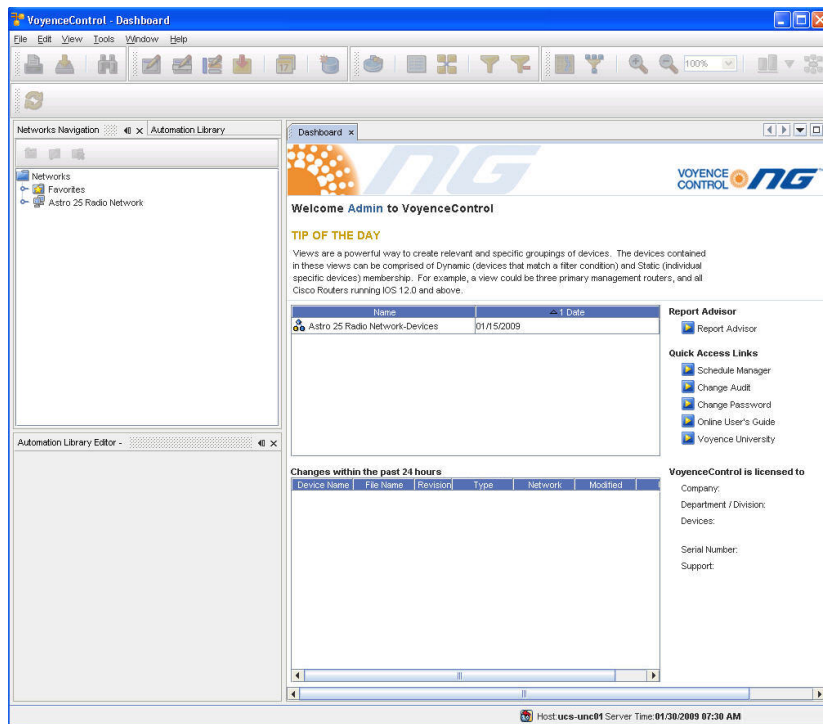 VoyenceControl - Dashboard
File Edit View Tools Window Help
17
100%
Networks Navigation
Automation Library
Dashboard
Networks
Favorites
Astro 25 Radio Network
NG
VOYENCE
CONTROL NG
Welcome Admin to VoyenceControl
TIP OF THE DAY
Views are a powerful way to create relevant and specific groupings of devices. The devices contained
in these views can be comprised of Dynamic (devices that match a filter condition) and Static (individual
specific devices) membership. For example, a view could be three primary management routers, and all
Cisco Routers running IOS 12.0 and above.
Name 1 Date
Astro 25 Radio Network-Devices 01/15/2009
Report Advisor
Report Advisor
Quick Access Links
Schedule Manager
Change Audit
Change Password
Online User's Guide
Voyence University
Automation Library Editor -
Changes within the past 24 hours
Device Name File Name Revision Type Network Modified
VoyenceControl is licensed to
Company:
Department / Division:
Devices:
Serial Number:
Support:
Host:ucs-unc01 Server Time:01/30/2009 07:30 AM